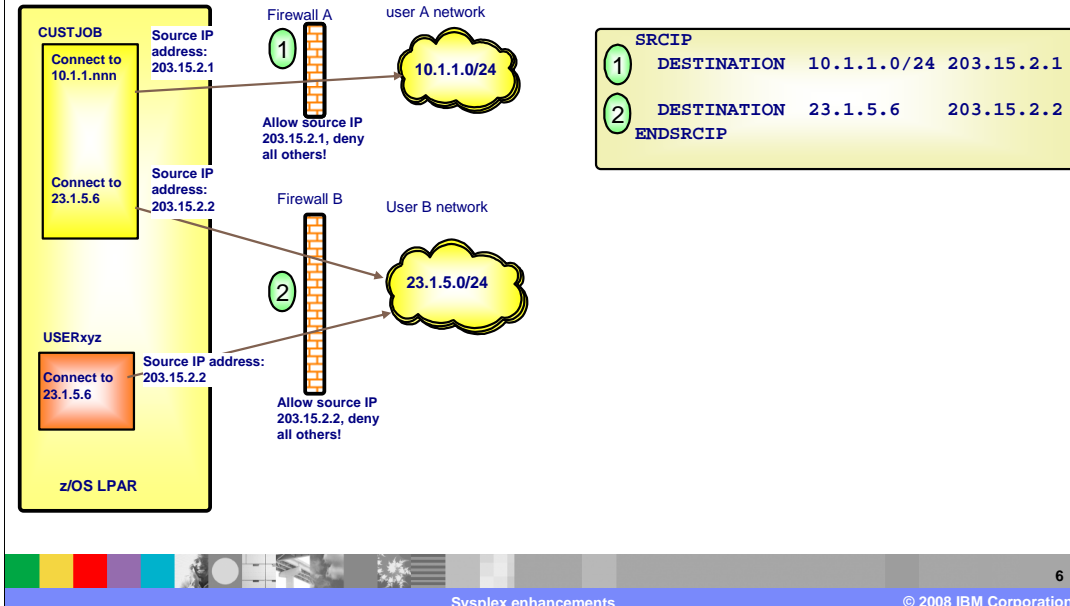 CUSTJOB
Connect to
10.1.1.nnn
Source IP
address:
203.15.2.1
Firewall A
1
Allow source IP
203.15.2.1, deny
all others!
user A network
10.1.1.0/24
Connect to
23.1.5.6
Source IP
address:
203.15.2.2
Firewall B
2
User B network
23.1.5.0/24
USERxyz
Connect to
23.1.5.6
Source IP address:
203.15.2.2
Allow source IP
203.15.2.2, deny
all others!
z/OS LPAR
SRCIP
1 DESTINATION 10.1.1.0/24 203.15.2.1
2 DESTINATION 23.1.5.6 203.15.2.2
ENDSRCIP
6
Sysplex enhancements
© 2008 IBM Corporation